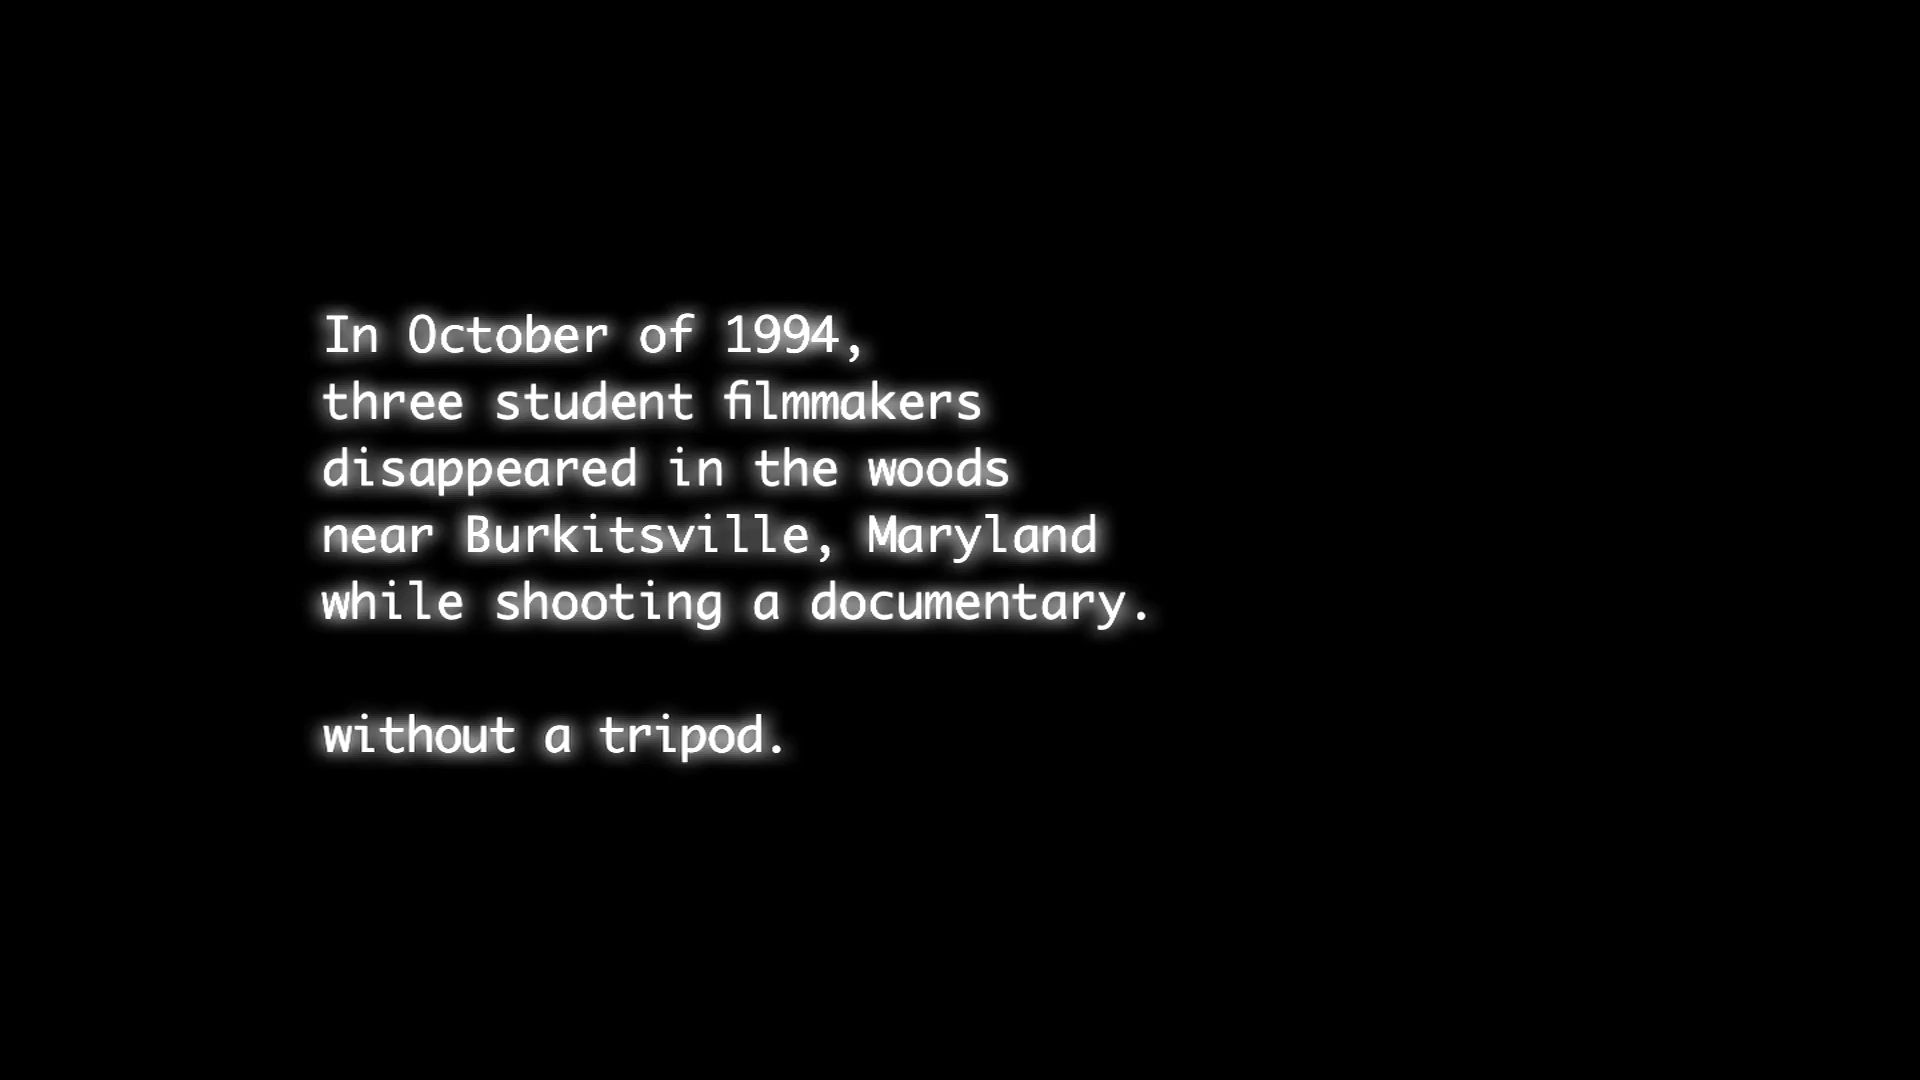 In October of 1994,
three student filmmakers
disappeared in the woods
near Burkitsville, Maryland
while shooting a documentary.
without a tripod.